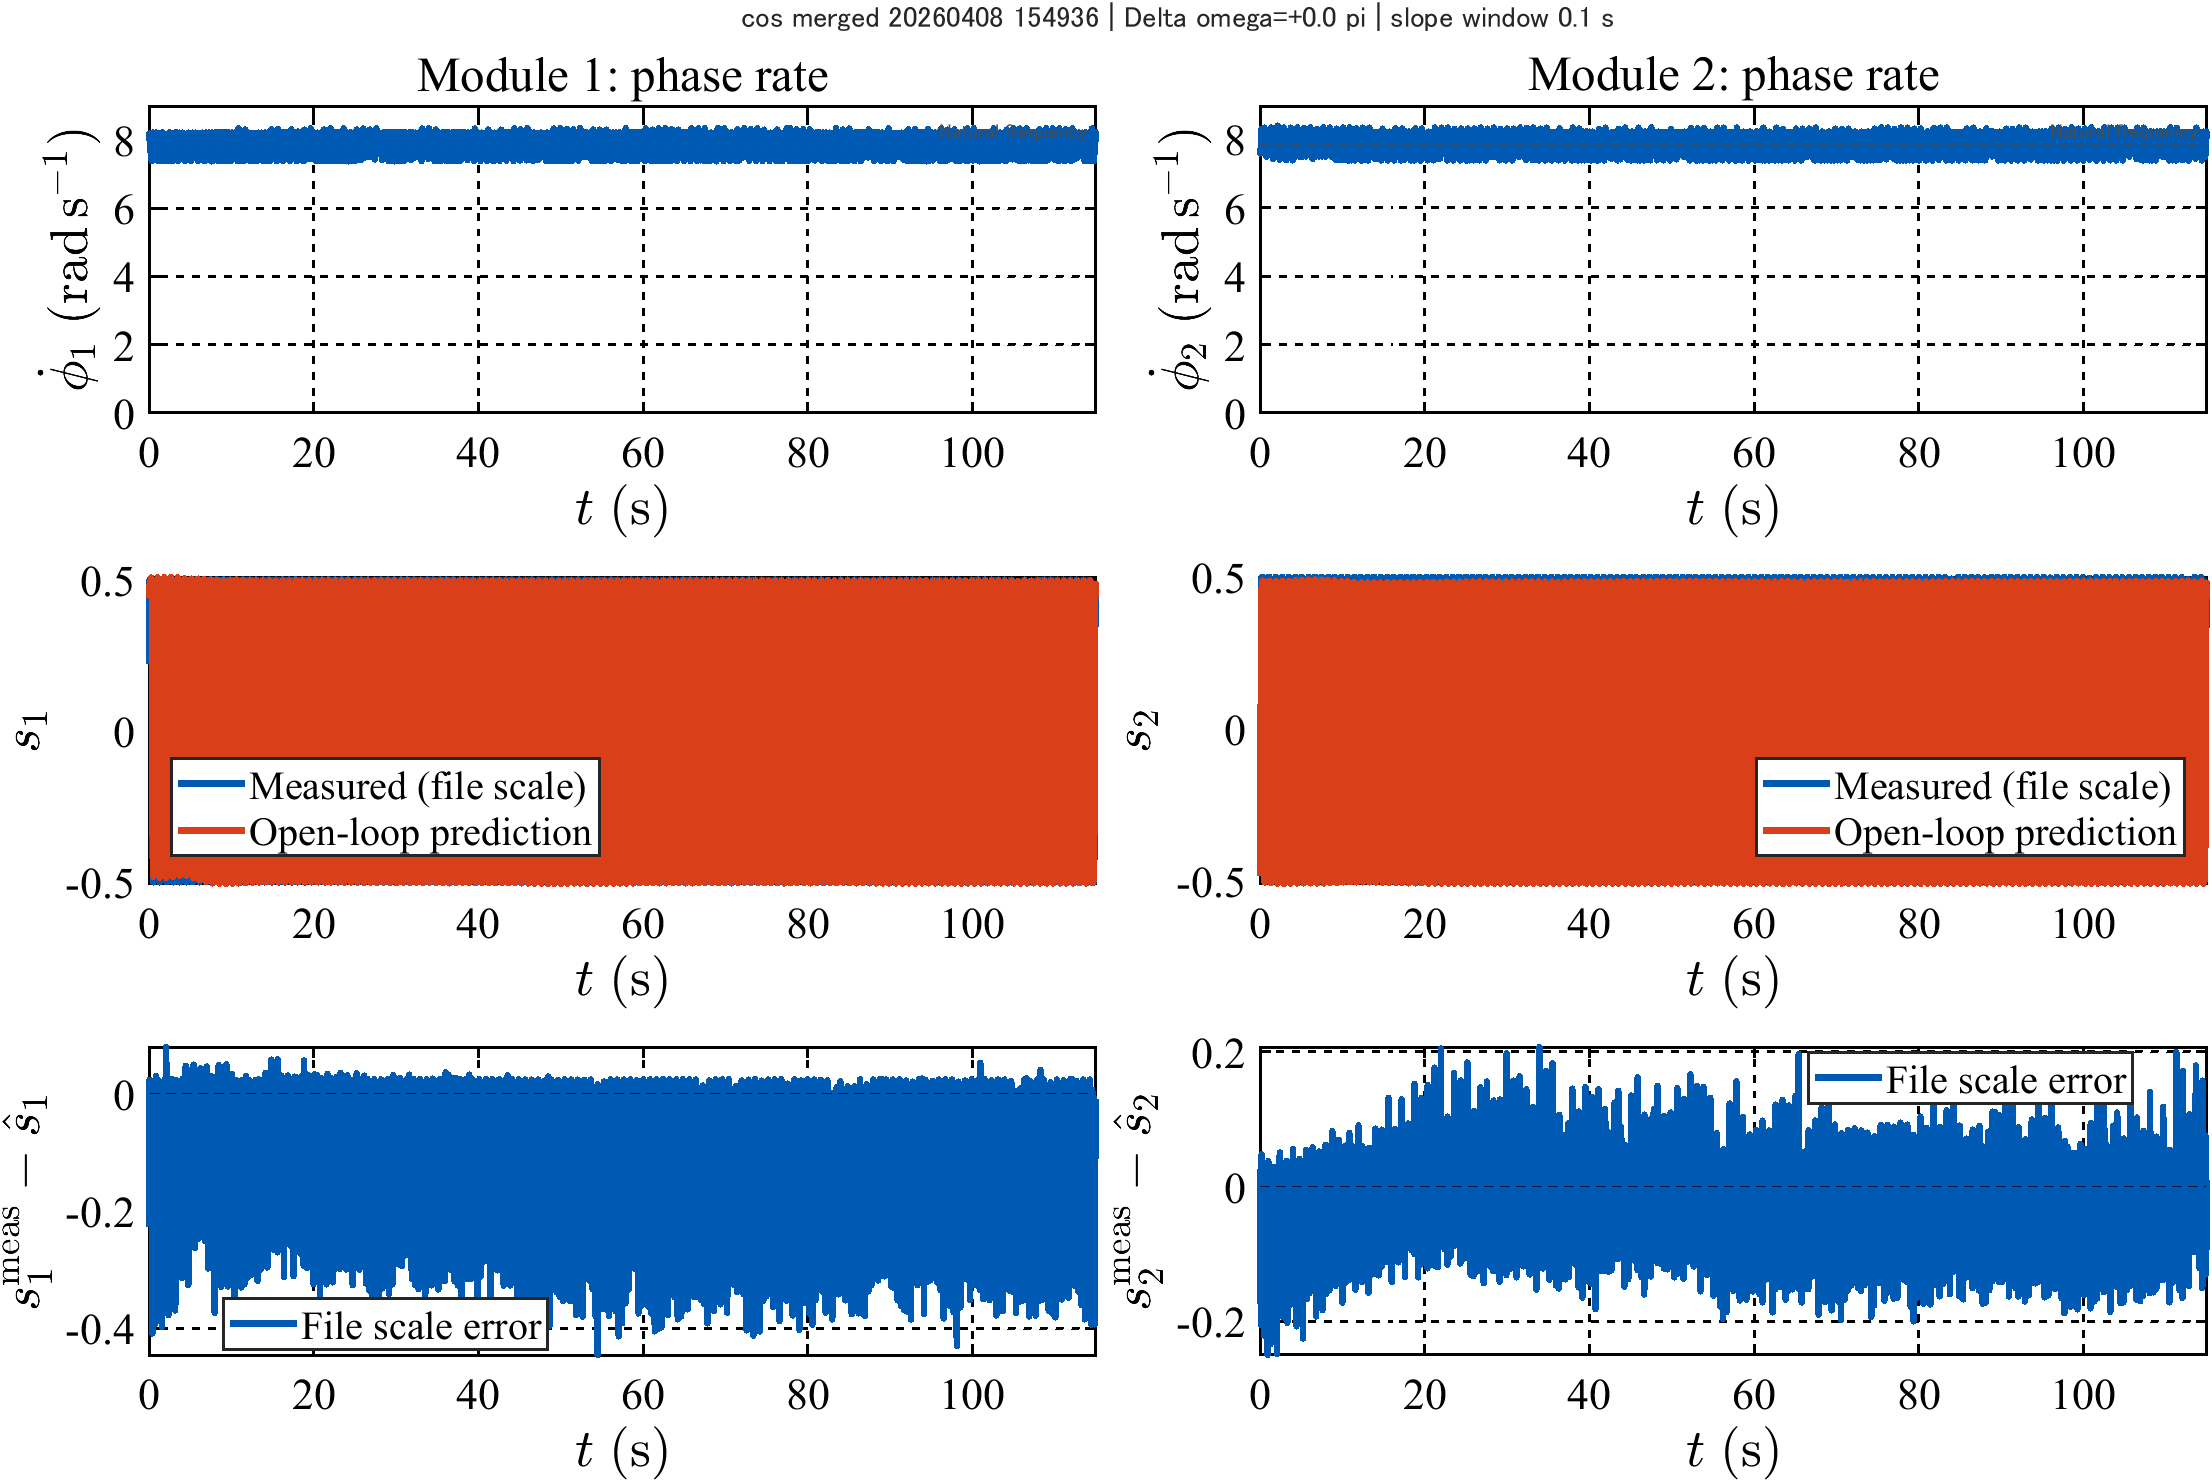 cos merged 20260408 154936 | Delta omega=+0.0 pi | slope window 0.1 s
Module 1: phase rate
Natural frequency
8
6
4
2
0
ϕ̇₁ (rad s⁻¹)
0 20 40 60 80 100
t (s)
Module 2: phase rate
Natural frequency
8
6
4
2
0
ϕ̇₂ (rad s⁻¹)
0 20 40 60 80 100
t (s)
0.5
0
-0.5
s₁
Measured (file scale)
Open-loop prediction
0 20 40 60 80 100
t (s)
0.5
0
-0.5
s₂
Measured (file scale)
Open-loop prediction
0 20 40 60 80 100
t (s)
0
-0.2
-0.4
s₁ᵐᵉᵃˢ − ŝ₁
File scale error
0 20 40 60 80 100
t (s)
0.2
0
-0.2
s₂ᵐᵉᵃˢ − ŝ₂
File scale error
0 20 40 60 80 100
t (s)